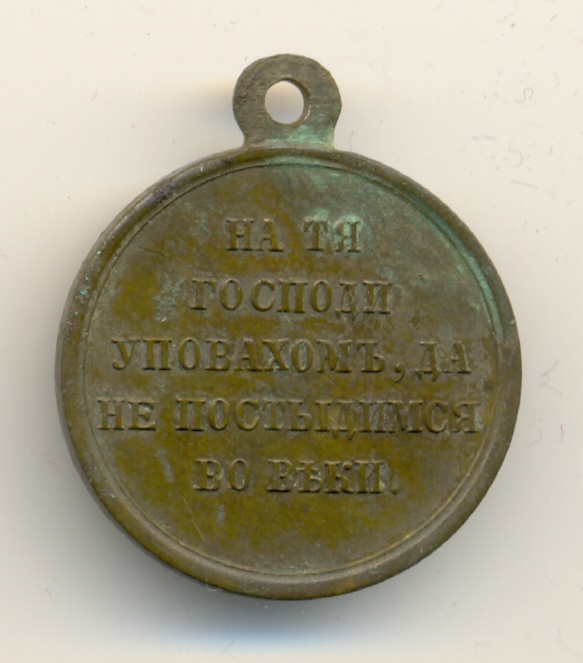 НА ТЯ
ГОСПОДИ
УПОВАХОМЪ, ДА
НЕ ПОСТЫДИМСЯ
ВО ВѢКИ.